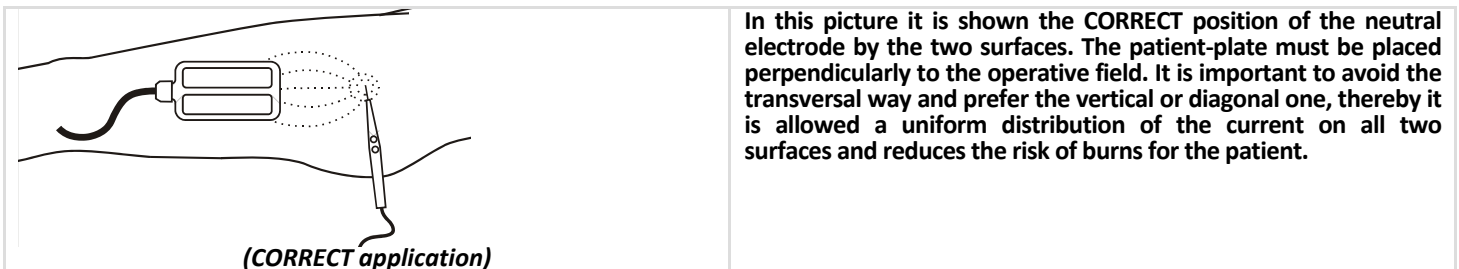 In this picture it is shown the CORRECT position of the neutral
electrode by the two surfaces. The patient-plate must be placed
perpendicularly to the operative field. It is important to avoid the
transversal way and prefer the vertical or diagonal one, thereby it
is allowed a uniform distribution of the current on all two
surfaces and reduces the risk of burns for the patient.
(CORRECT application)